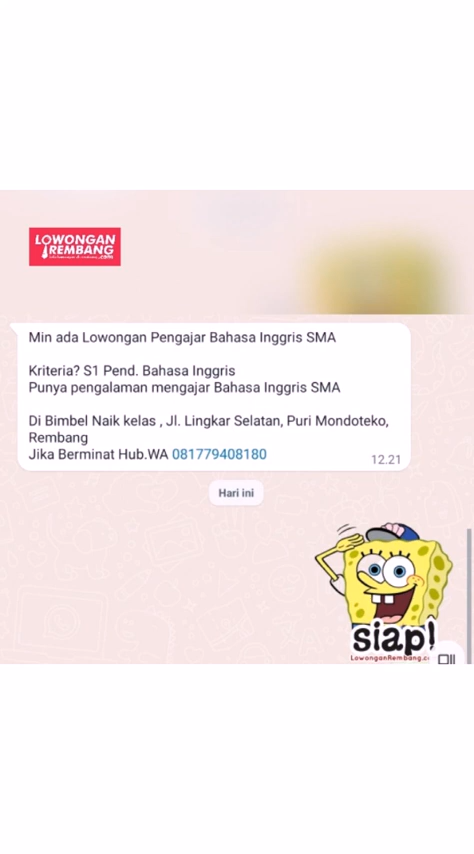 LOWONGAN
REMBANG
.com
Min ada Lowongan Pengajar Bahasa Inggris SMA
Kriteria? S1 Pend. Bahasa Inggris
Punya pengalaman mengajar Bahasa Inggris SMA
Di Bimbel Naik kelas , Jl. Lingkar Selatan, Puri Mondoteko,
Rembang
Jika Berminat Hub.WA 081779408180
12.21
Hari ini
siap!